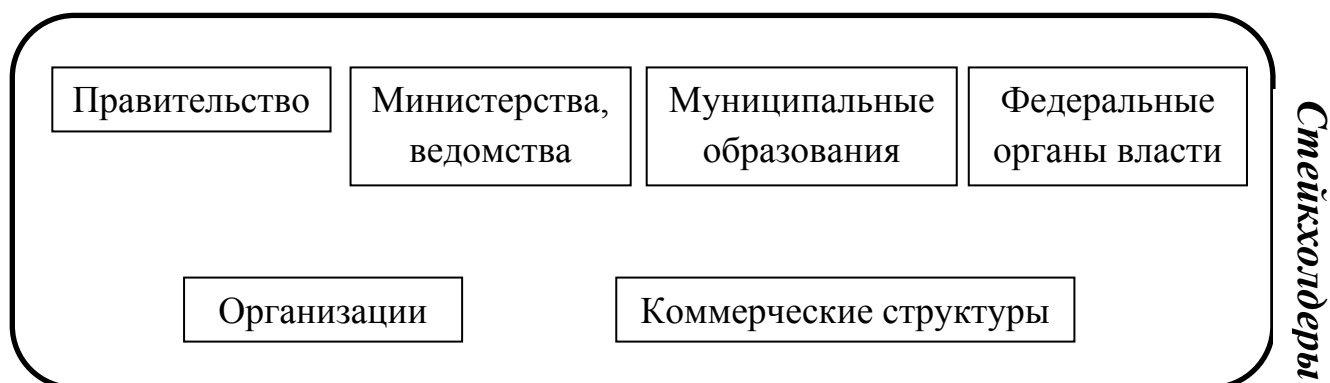 Правительство
Министерства,
ведомства
Муниципальные
образования
Федеральные
органы власти
Организации
Коммерческие структуры
Стейкхолдеры